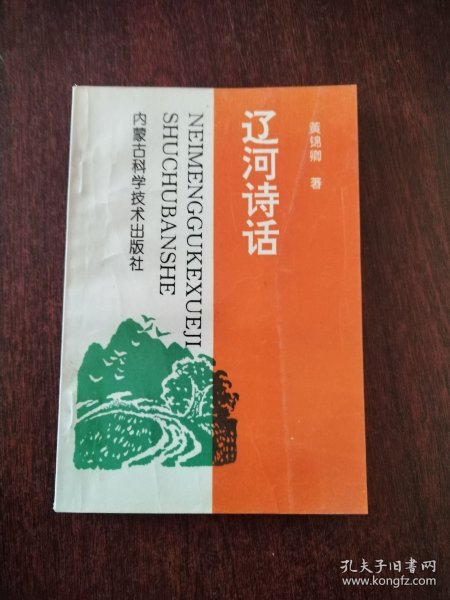 辽河诗话
黄锦卿 著
NEIMENGGUKEXUEJI
SHUCHUBANSHE
内蒙古科学技术出版社
孔夫子旧书网
www.kongfz.com